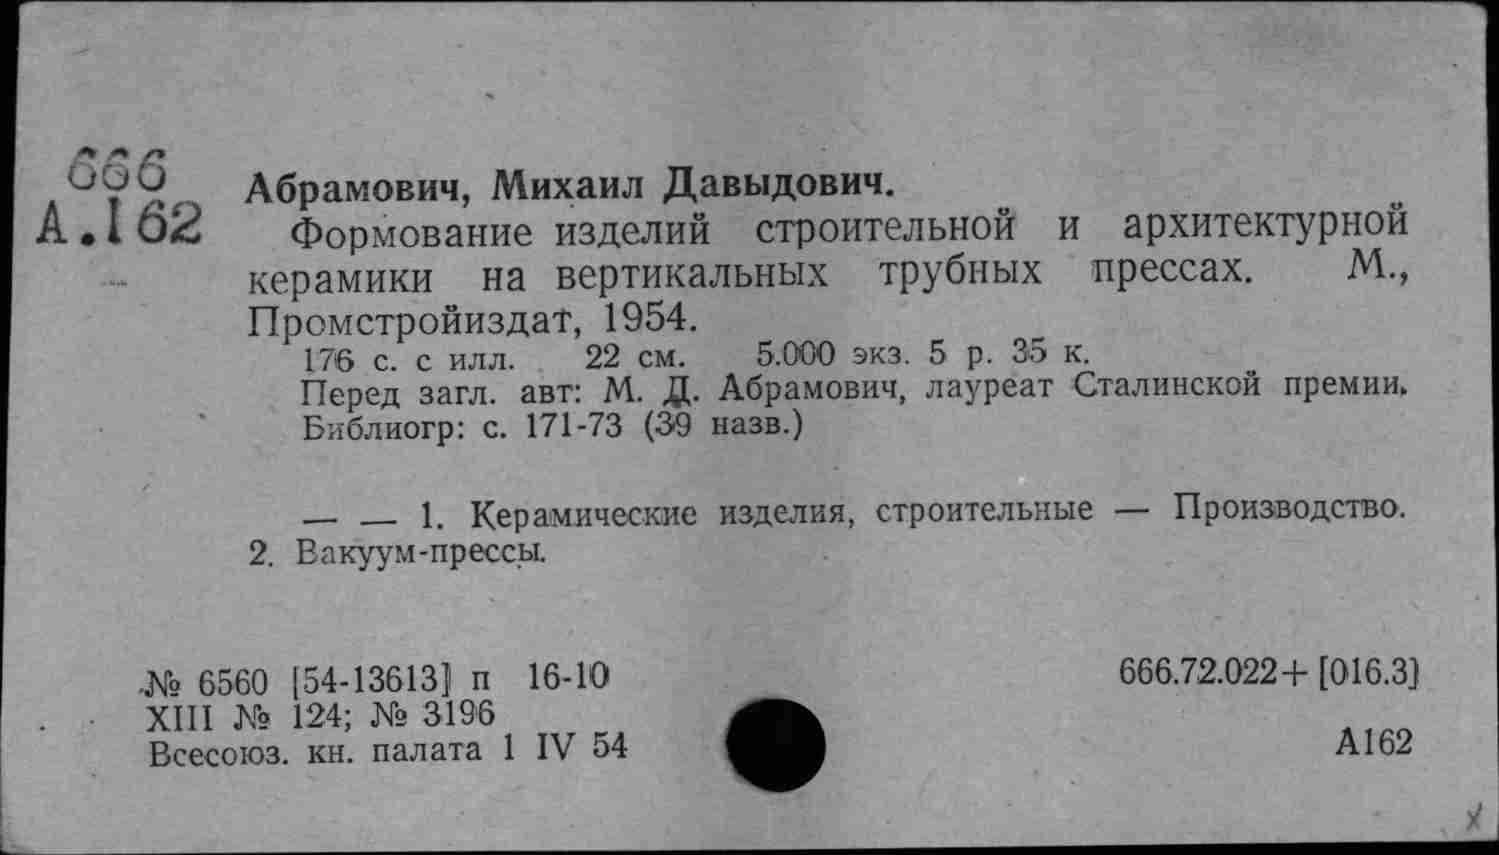 666
А.162
Абрамович, Михаил Давыдович.
Формование изделий строительной и архитектурной
керамики на вертикальных трубных прессах. М.,
Промстройиздат, 1954.
176 с. с илл. 22 см. 5.000 экз. 5 р. 35 к.
Перед загл. авт: М. Д. Абрамович, лауреат Сталинской премии.
Библиогр: с. 171-73 (39 назв.)
— — 1. Керамические изделия, строительные — Производство.
2. Вакуум-прессы.
№ 6560 [54-13613] п 16-10
XIII № 124; № 3196
Всесоюз. кн. палата 1 IV 54
666.72.022+[016.3]
А162